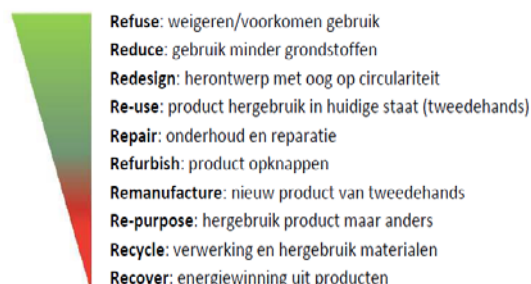 Refuse: weigeren/voorkomen gebruik
Reduce: gebruik minder grondstoffen
Redesign: herontwerp met oog op circulariteit
Re-use: product hergebruik in huidige staat (tweedehands)
Repair: onderhoud en reparatie
Refurbish: product opknappen
Remanufacture: nieuw product van tweedehands
Re-purpose: hergebruik product maar anders
Recycle: verwerking en hergebruik materialen
Recover: energiewinning uit producten